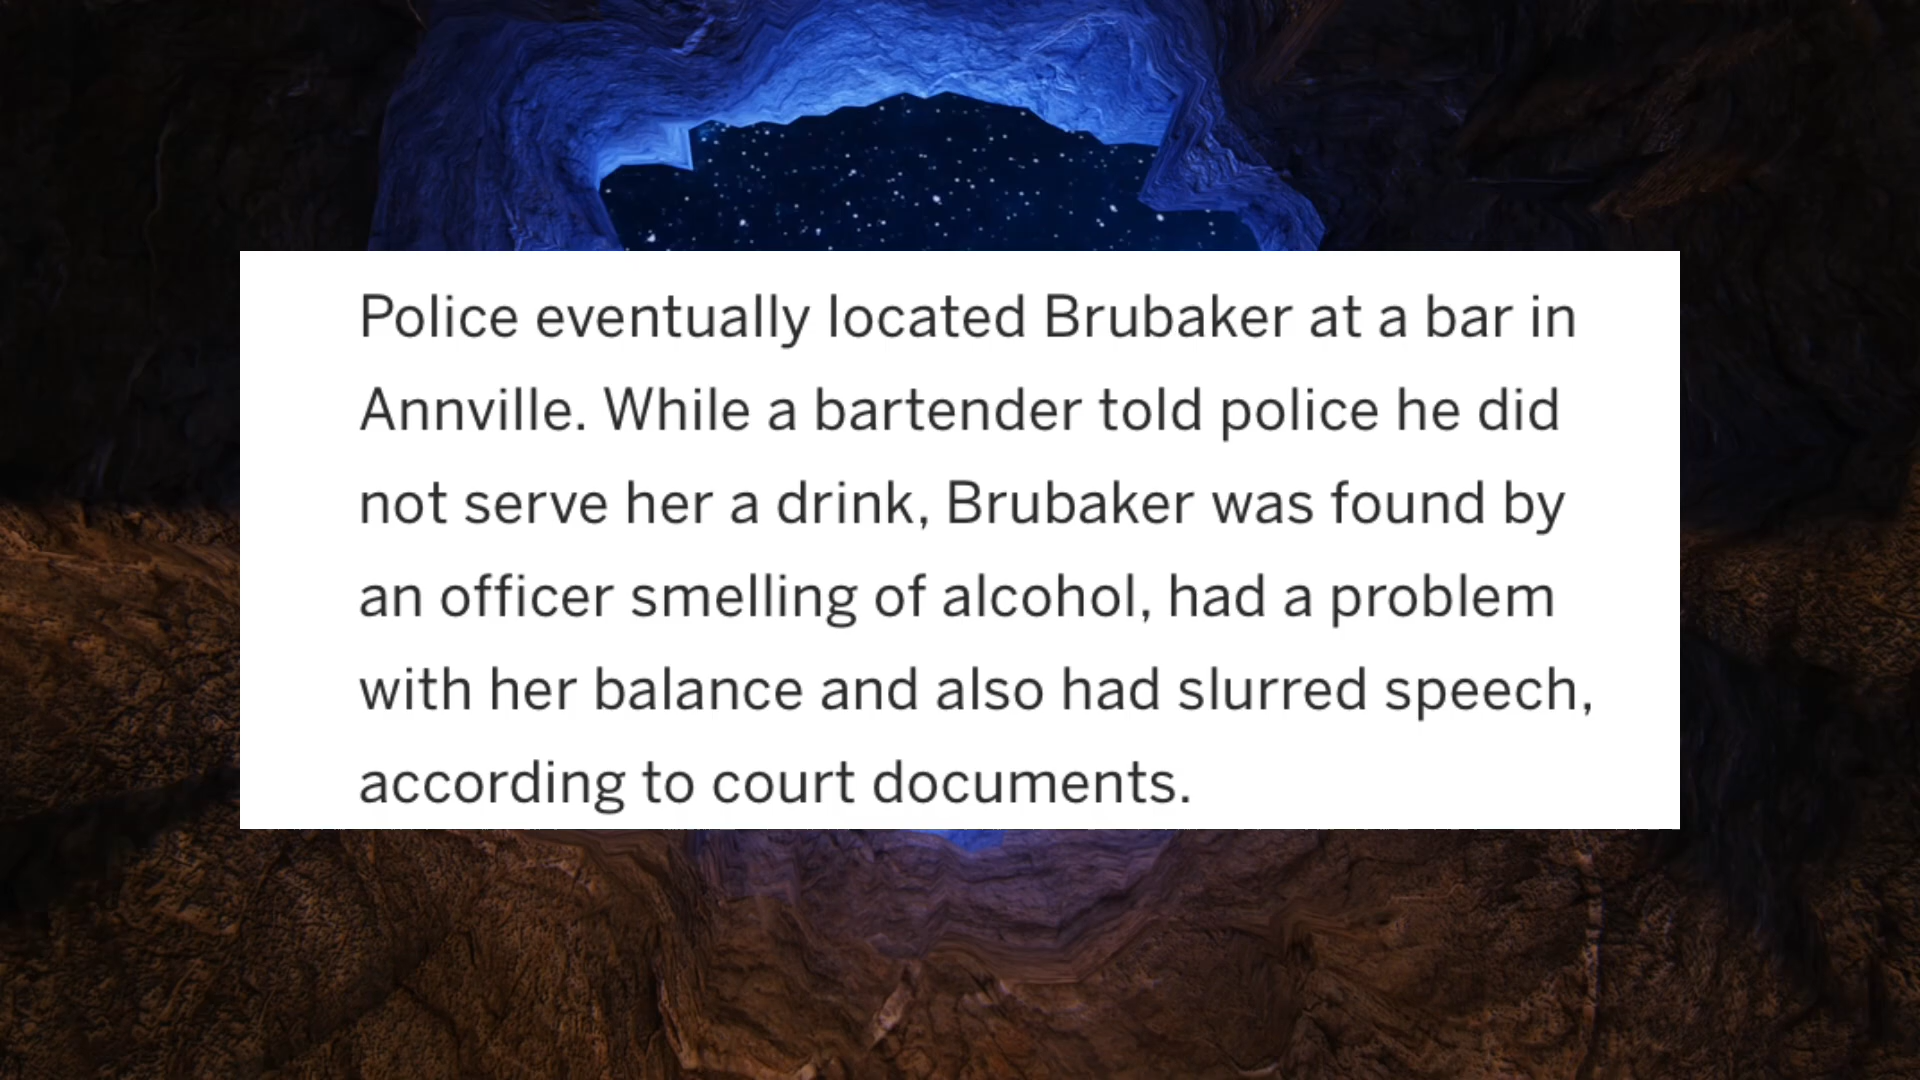 Police eventually located Brubaker at a bar in
Annville. While a bartender told police he did
not serve her a drink, Brubaker was found by
an officer smelling of alcohol, had a problem
with her balance and also had slurred speech,
according to court documents.